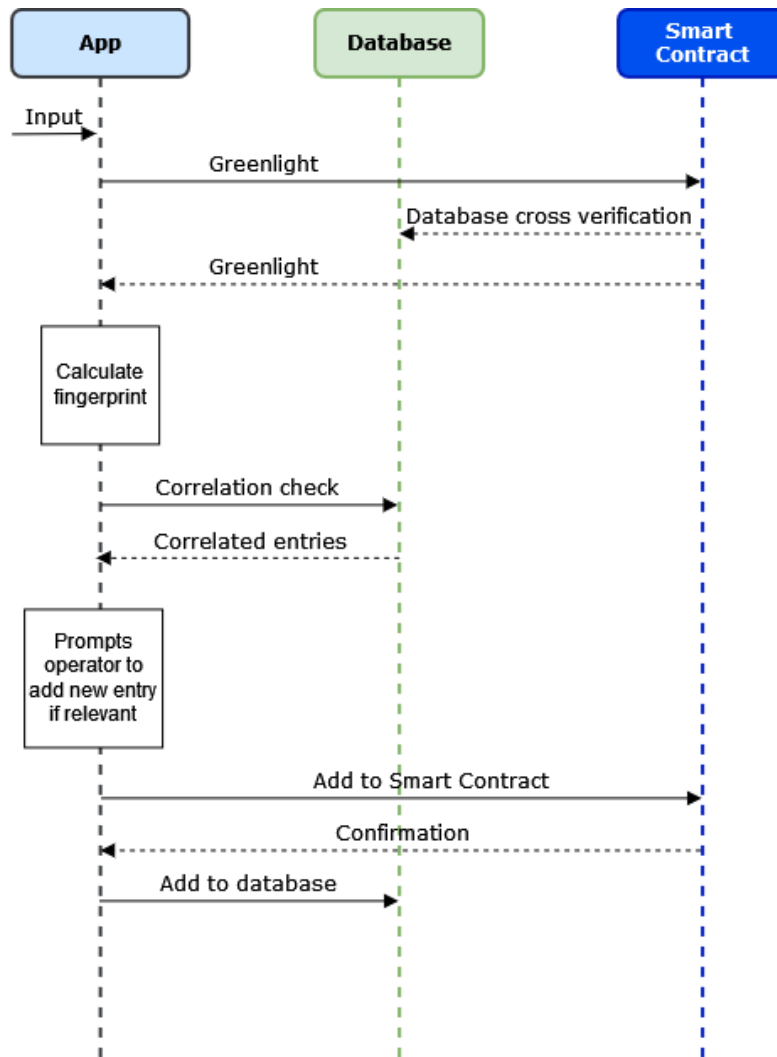 App
Database
Smart
Contract
Input
Greenlight
Database cross verification
Greenlight
Calculate
fingerprint
Correlation check
Correlated entries
Prompts
operator to
add new entry
if relevant
Add to Smart Contract
Confirmation
Add to database